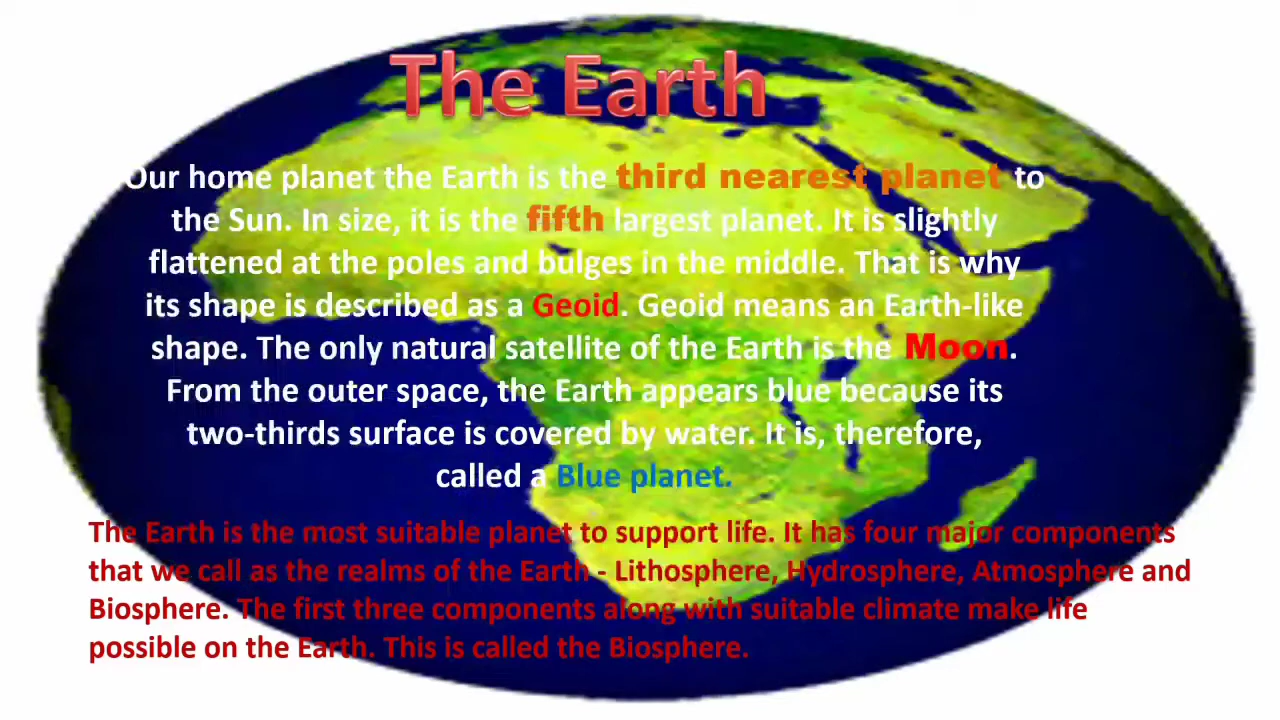 The Earth
Our home planet the Earth is the third nearest planet to
the Sun. In size, it is the fifth largest planet. It is slightly
flattened at the poles and bulges in the middle. That is why
its shape is described as a Geoid. Geoid means an Earth-like
shape. The only natural satellite of the Earth is the Moon.
From the outer space, the Earth appears blue because its
two-thirds surface is covered by water. It is, therefore,
called a Blue planet.
The Earth is the most suitable planet to support life. It has four major components
that we call as the realms of the Earth - Lithosphere, Hydrosphere, Atmosphere and
Biosphere. The first three components along with suitable climate make life
possible on the Earth. This is called the Biosphere.